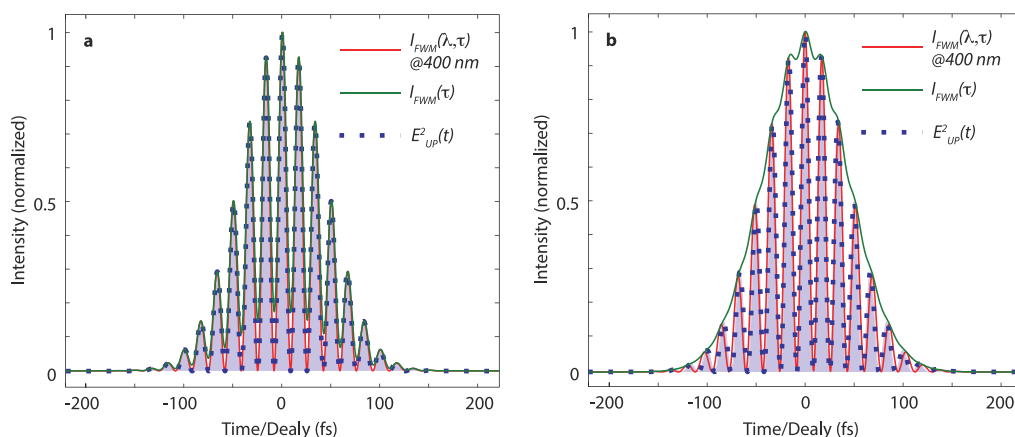 a
I_FWM(λ,τ)
@400 nm
I_FWM(τ)
E²_UP(t)
Intensity (normalized)
1
0.5
0
-200
-100
0
100
200
Time/Dealy (fs)
b
I_FWM(λ,τ)
@400 nm
I_FWM(τ)
E²_UP(t)
Intensity (normalized)
1
0.5
0
-200
-100
0
100
200
Time/Dealy (fs)